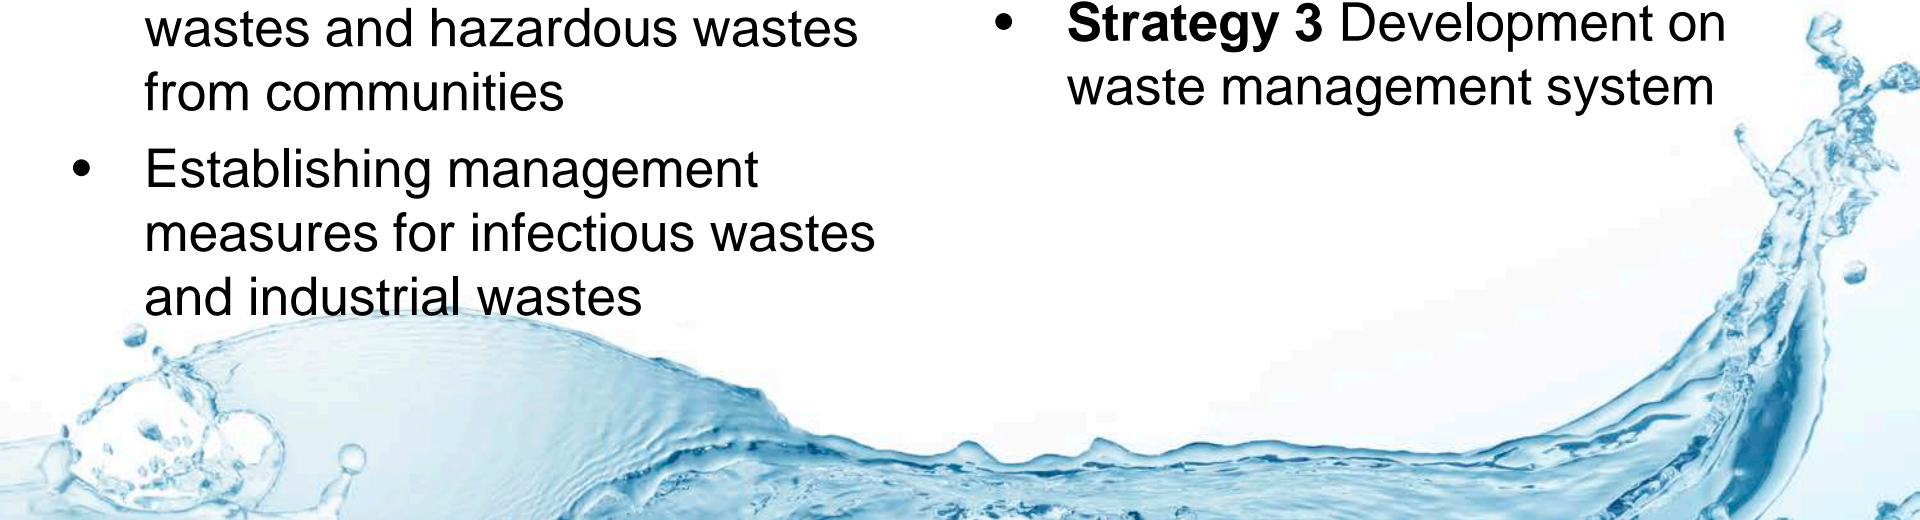 wastes and hazardous wastes
from communities
• Establishing management
measures for infectious wastes
and industrial wastes
• Strategy 3 Development on
waste management system